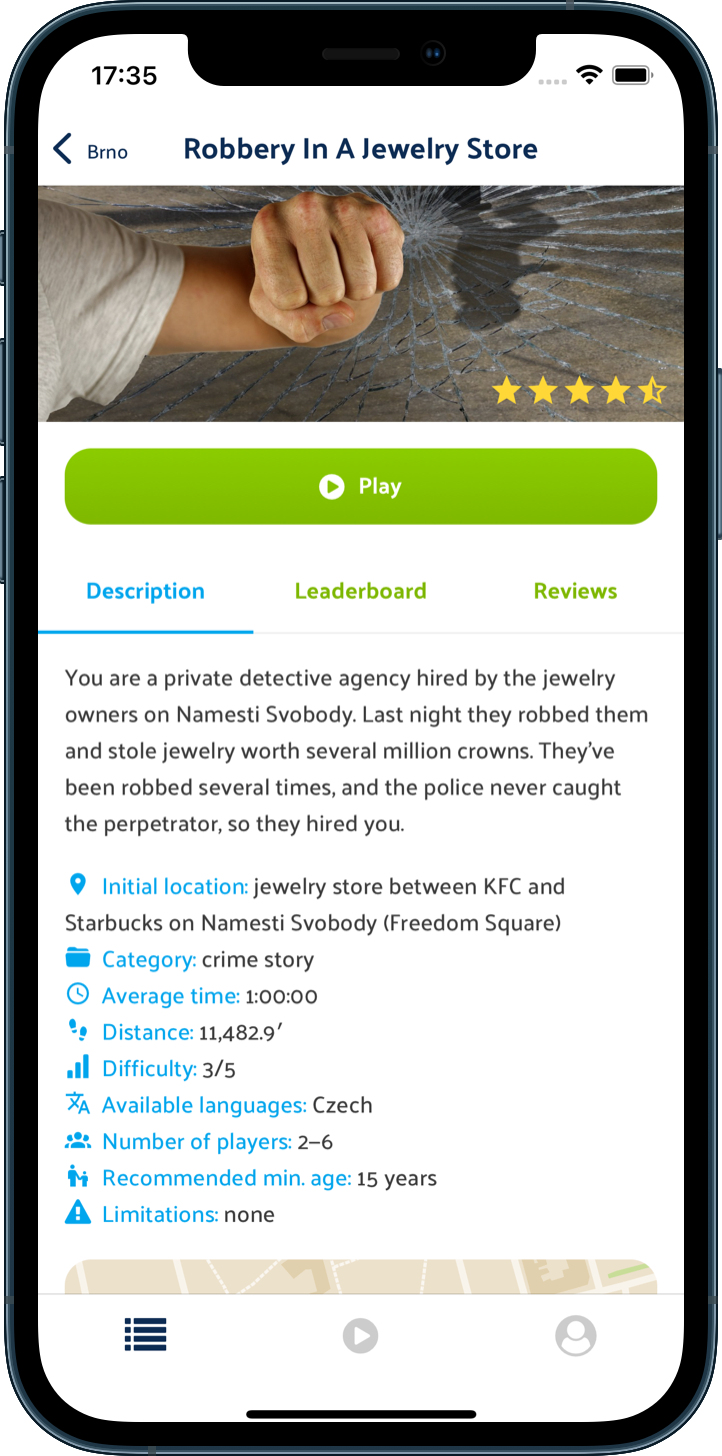 17:35
Brno
Robbery In A Jewelry Store
Play
Description
Leaderboard
Reviews
You are a private detective agency hired by the jewelry
owners on Namesti Svobody. Last night they robbed them
and stole jewelry worth several million crowns. They’ve
been robbed several times, and the police never caught
the perpetrator, so they hired you.
Initial location: jewelry store between KFC and
Starbucks on Namesti Svobody (Freedom Square)
Category: crime story
Average time: 1:00:00
Distance: 11,482.9′
Difficulty: 3/5
Available languages: Czech
Number of players: 2–6
Recommended min. age: 15 years
Limitations: none